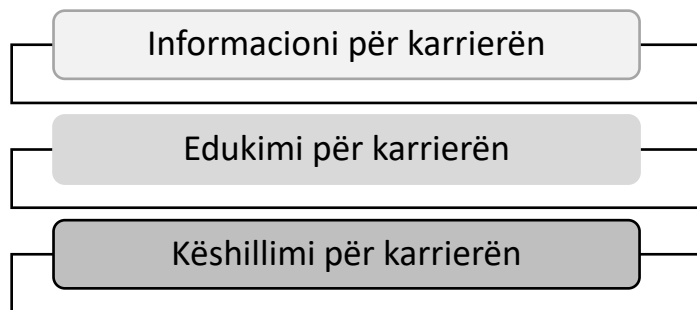 Informacioni për karrierën
Edukimi për karrierën
Këshillimi për karrierën